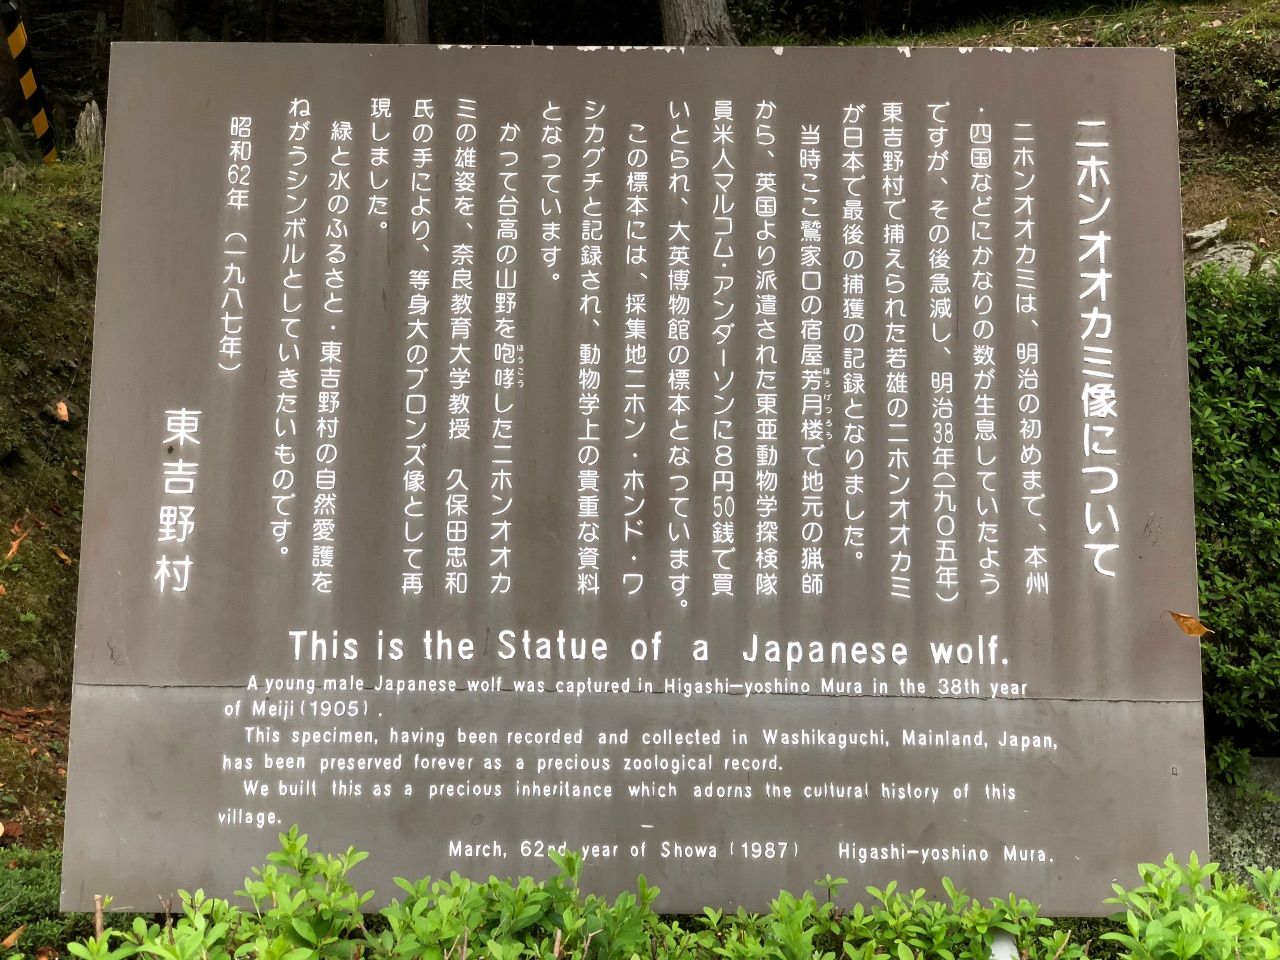 ニホンオオカミ像について
ニホンオオカミは、明治の初めまで、本州
・四国などにかなりの数が生息していたよう
ですが、その後急減し、明治38年(一九〇五年)
東吉野村で捕えられた若雄のニホンオオカミ
が日本で最後の捕獲の記録となりました。
当時ここ鷲家口の宿屋芳月楼で地元の猟師
ほうげつろう
から、英国より派遣された東亜動物学探検隊
員米人マルコム・アンダーソンに8円50銭で買
いとられ、大英博物館の標本となっています。
この標本には、採集地ニホン・ホンド・ワ
シカグチと記録され、動物学上の貴重な資料
となっています。
かつて台高の山野を咆哮したニホンオオカ
ほうこう
ミの雄姿を、奈良教育大学教授 久保田忠和
氏の手により、等身大のブロンズ像として再
現しました。
緑と水のふるさと・東吉野村の自然愛護を
ねがうシンボルとしていきたいものです。
昭和62年(一九八七年)
東吉野村
This is the Statue of a Japanese wolf.
A young male Japanese wolf was captured in Higashi-yoshino Mura in the 38th year
of Meiji (1905).
This specimen, having been recorded and collected in Washikaguchi, Mainland, Japan,
has been preserved forever as a precious zoological record.
We built this as a precious inheritance which adorns the cultural history of this
village.
March, 62nd year of Showa (1987) Higashi-yoshino Mura.